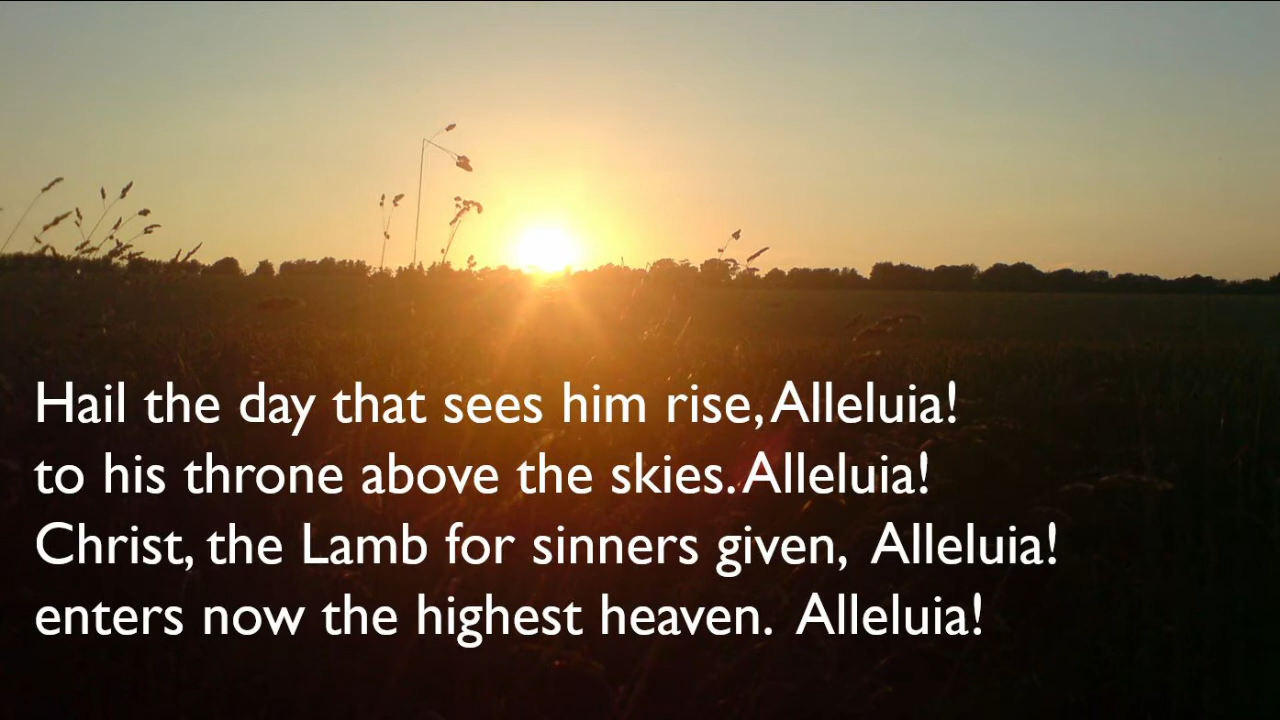 Hail the day that sees him rise, Alleluia!
to his throne above the skies. Alleluia!
Christ, the Lamb for sinners given, Alleluia!
enters now the highest heaven. Alleluia!